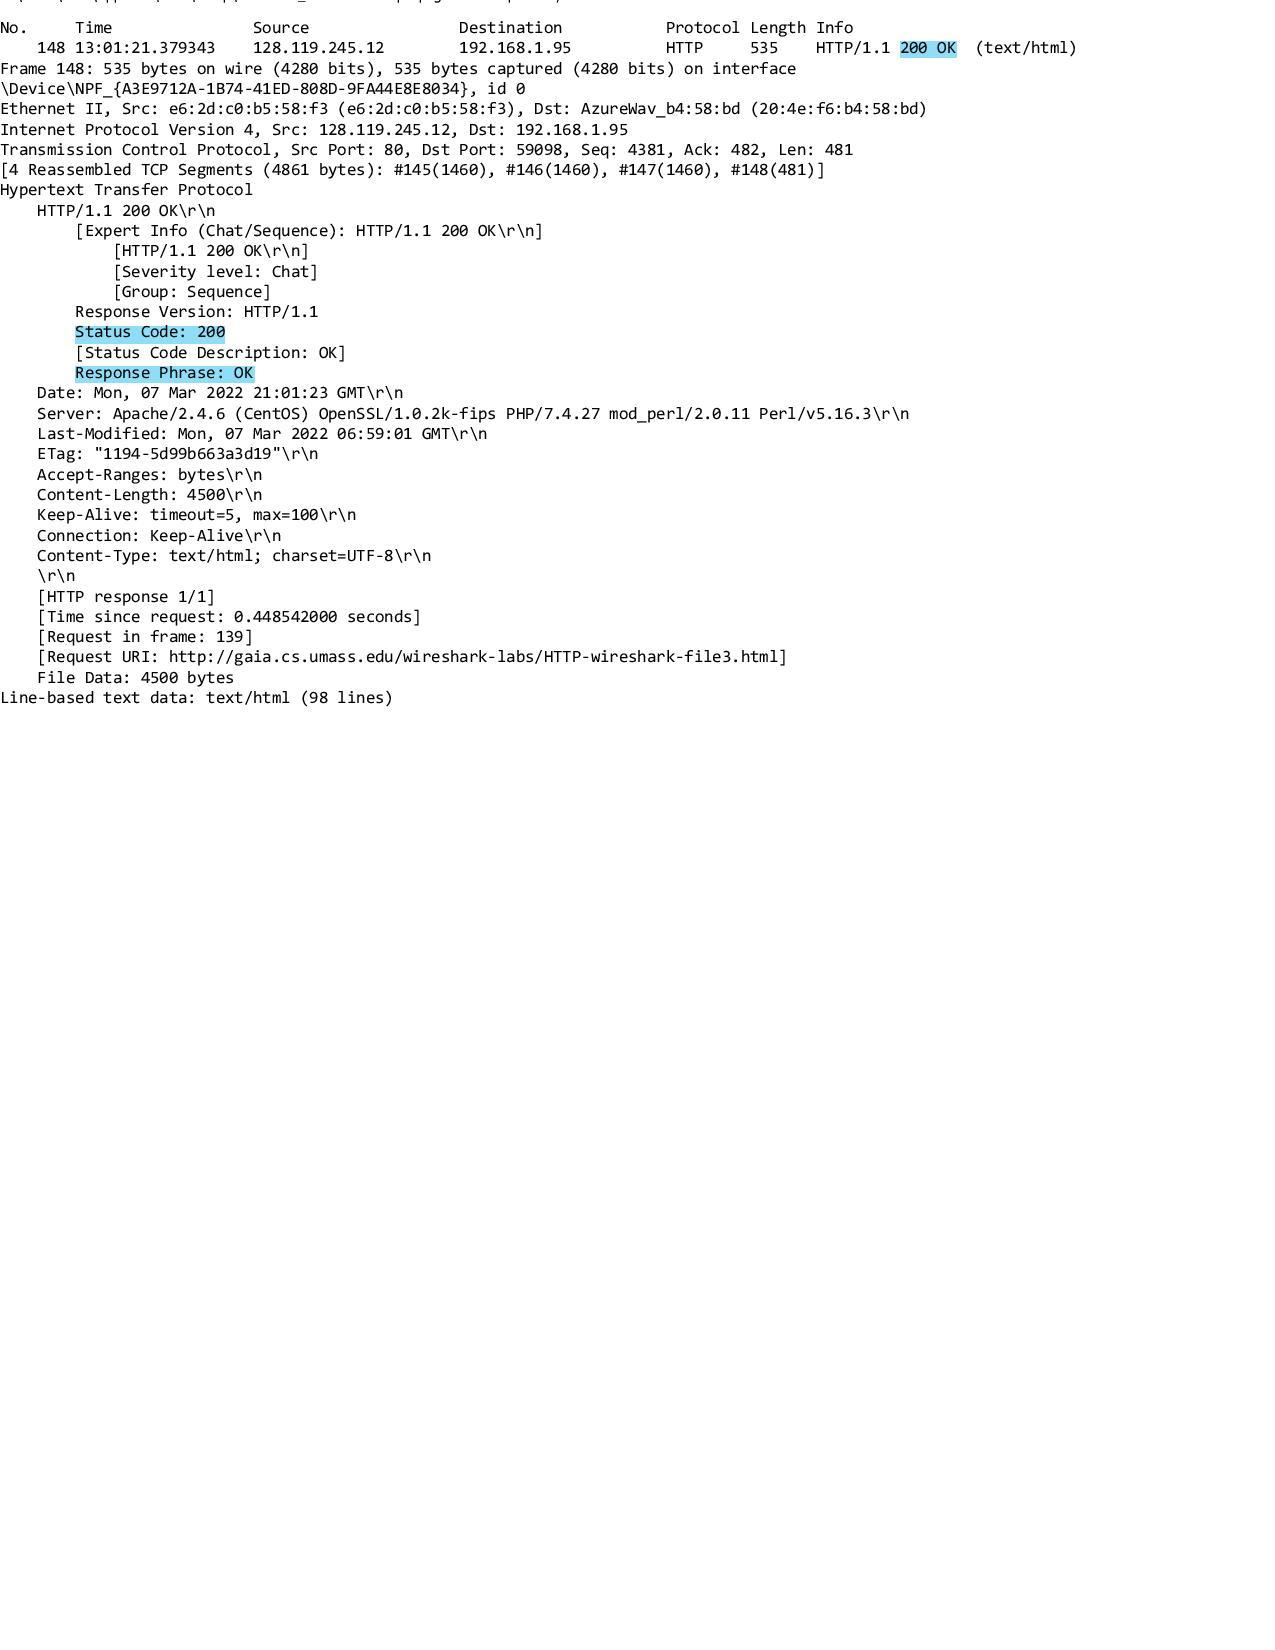 No. Time Source Destination Protocol Length Info
148 13:01:21.379343 128.119.245.12 192.168.1.95 HTTP 535 HTTP/1.1 200 OK (text/html)
Frame 148: 535 bytes on wire (4280 bits), 535 bytes captured (4280 bits) on interface
\Device\NPF_{A3E9712A-1B74-41ED-808D-9FA44E8E8034}, id 0
Ethernet II, Src: e6:2d:c0:b5:58:f3 (e6:2d:c0:b5:58:f3), Dst: AzureWav_b4:58:bd (20:4e:f6:b4:58:bd)
Internet Protocol Version 4, Src: 128.119.245.12, Dst: 192.168.1.95
Transmission Control Protocol, Src Port: 80, Dst Port: 59098, Seq: 4381, Ack: 482, Len: 481
[4 Reassembled TCP Segments (4861 bytes): #145(1460), #146(1460), #147(1460), #148(481)]
Hypertext Transfer Protocol
HTTP/1.1 200 OK\r\n
[Expert Info (Chat/Sequence): HTTP/1.1 200 OK\r\n]
[HTTP/1.1 200 OK\r\n]
[Severity level: Chat]
[Group: Sequence]
Response Version: HTTP/1.1
Status Code: 200
[Status Code Description: OK]
Response Phrase: OK
Date: Mon, 07 Mar 2022 21:01:23 GMT\r\n
Server: Apache/2.4.6 (CentOS) OpenSSL/1.0.2k-fips PHP/7.4.27 mod_perl/2.0.11 Perl/v5.16.3\r\n
Last-Modified: Mon, 07 Mar 2022 06:59:01 GMT\r\n
ETag: "1194-5d99b663a3d19"\r\n
Accept-Ranges: bytes\r\n
Content-Length: 4500\r\n
Keep-Alive: timeout=5, max=100\r\n
Connection: Keep-Alive\r\n
Content-Type: text/html; charset=UTF-8\r\n
\r\n
[HTTP response 1/1]
[Time since request: 0.448542000 seconds]
[Request in frame: 139]
[Request URI: http://gaia.cs.umass.edu/wireshark-labs/HTTP-wireshark-file3.html]
File Data: 4500 bytes
Line-based text data: text/html (98 lines)